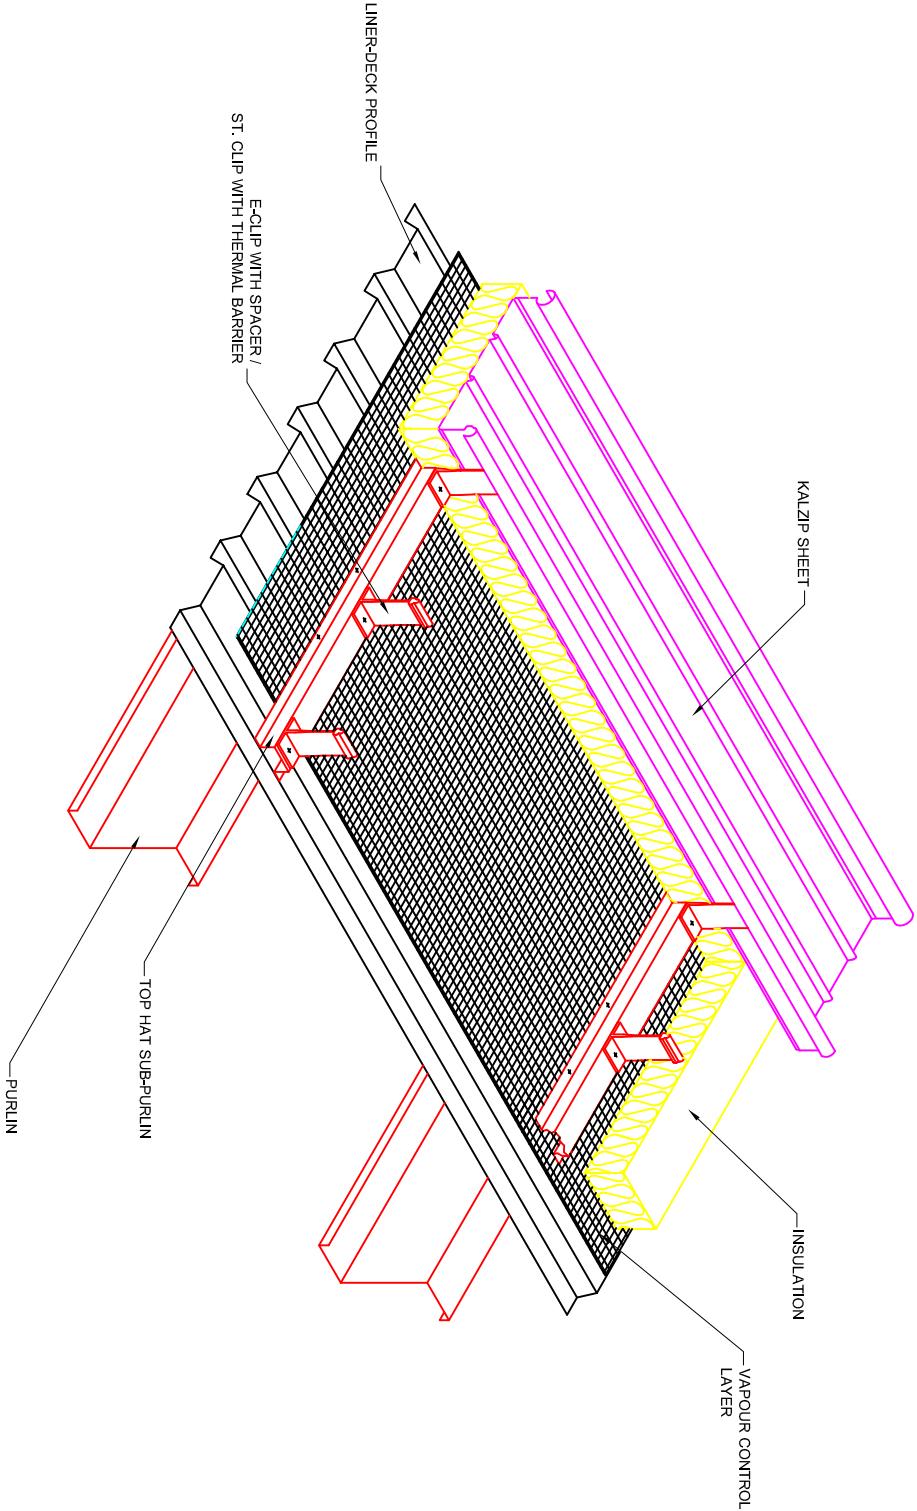 LINER-DECK PROFILE
E-CLIP WITH SPACER /
ST. CLIP WITH THERMAL BARRIER
KALZIP SHEET
TOP HAT SUB-PURLIN
PURLIN
INSULATION
VAPOUR CONTROL
LAYER